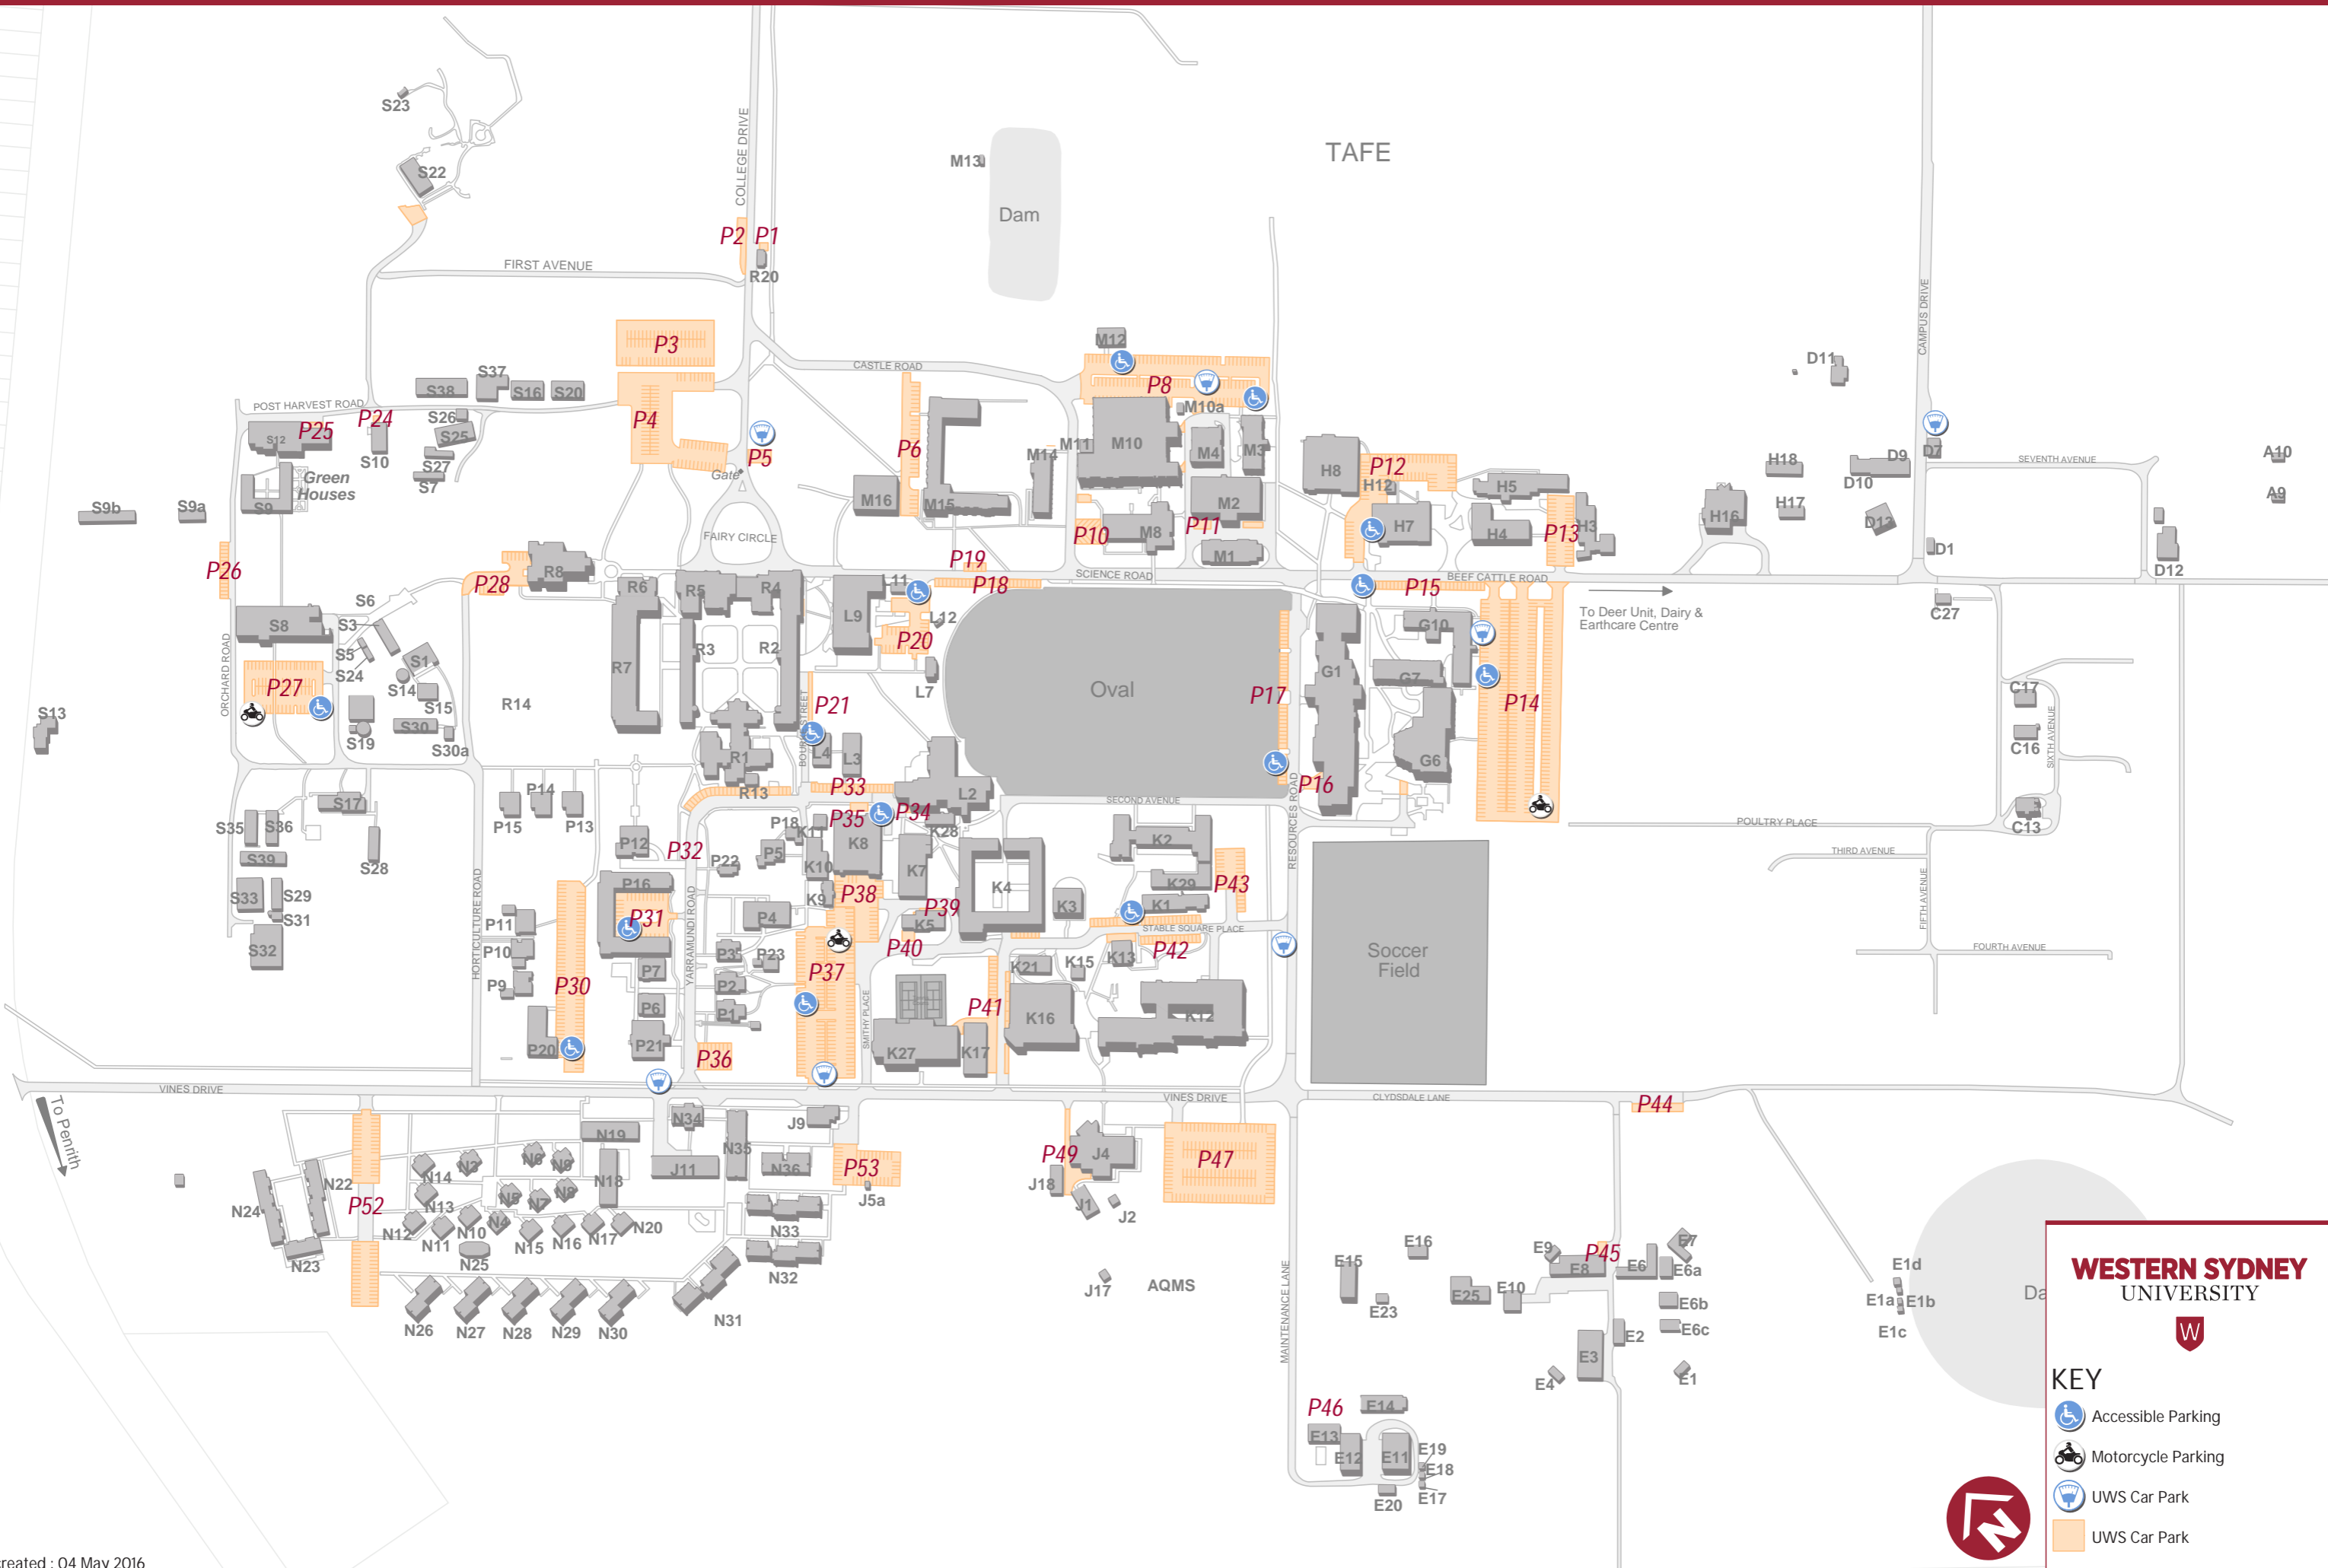 S23
S22
COLLEGE DRIVE
M13
TAFE
Dam
P2
P1
R20
FIRST AVENUE
CAMPUS DRIVE
P3
M12
CASTLE ROAD
D11
S37
S38
S16
S20
P8
M10a
POST HARVEST ROAD
P24
S26
P4
P25
S12
S25
S10
S27
S7
P5
Gate
P6
M11
M10
M4
M3
M14
H8
P12
H12
H5
H18
D9
D7
D10
SEVENTH AVENUE
A10
A9
Green
Houses
S9
S9b
S9a
M16
M15
M2
P11
P10
M8
M1
H7
H4
P13
H3
H16
H17
D13
D1
D12
FAIRY CIRCLE
P26
P28
R8
P19
P18
SCIENCE ROAD
BEEF CATTLE ROAD
P15
To Deer Unit, Dairy &
Earthcare Centre
C27
R6
R5
R4
L11
L9
L12
P20
S6
S3
S8
S5
S24
S1
S14
S15
ORCHARD ROAD
P27
R14
R7
R3
R2
L7
Oval
P17
G1
G10
G7
P14
C17
C16
SIXTH AVENUE
C13
S13
S19
S30
S30a
P21
BOURKE STREET
L4
L3
R1
R13
P33
L2
P34
SECOND AVENUE
RESOURCES ROAD
P16
G6
POULTRY PLACE
THIRD AVENUE
FIFTH AVENUE
FOURTH AVENUE
S17
S35
S36
S39
S28
S33
S29
S31
S32
P14
P15
P13
P12
P32
P22
P18
P5
K11
P35
K28
K8
K10
K7
K4
K2
K29
P43
P16
P31
P4
K9
P38
P39
K5
K3
K1
STABLE SQUARE PLACE
HORTICULTURE ROAD
P11
P10
P9
P30
P7
P6
YARRAMUNDI ROAD
P3
P23
P2
P1
P37
P40
K21
K15
K13
P42
Soccer
Field
P20
P21
P36
SMITHY PLACE
K27
K17
P41
K16
K12
VINES DRIVE
VINES DRIVE
CLYDSDALE LANE
P44
To Penrith
N19
N34
J9
N35
N36
J11
P53
J5a
P49
J4
J18
J1
J2
P47
N24
N22
N23
P52
N14
N3
N6
N9
N18
N13
N5
N7
N8
N12
N11
N10
N4
N15
N16
N17
N20
N25
N33
N32
N26
N27
N28
N29
N30
N31
J17
AQMS
MAINTENANCE LANE
E15
E16
E23
E25
E10
E9
E8
P45
E6
E7
E6a
E6b
E6c
E2
E3
E4
E1
E1d
E1a
E1b
E1c
P46
E14
E13
E12
E11
E19
E18
E17
E20
WESTERN SYDNEY
UNIVERSITY
W
KEY
Accessible Parking
Motorcycle Parking
UWS Car Park
UWS Car Park
N
created : 04 May 2016